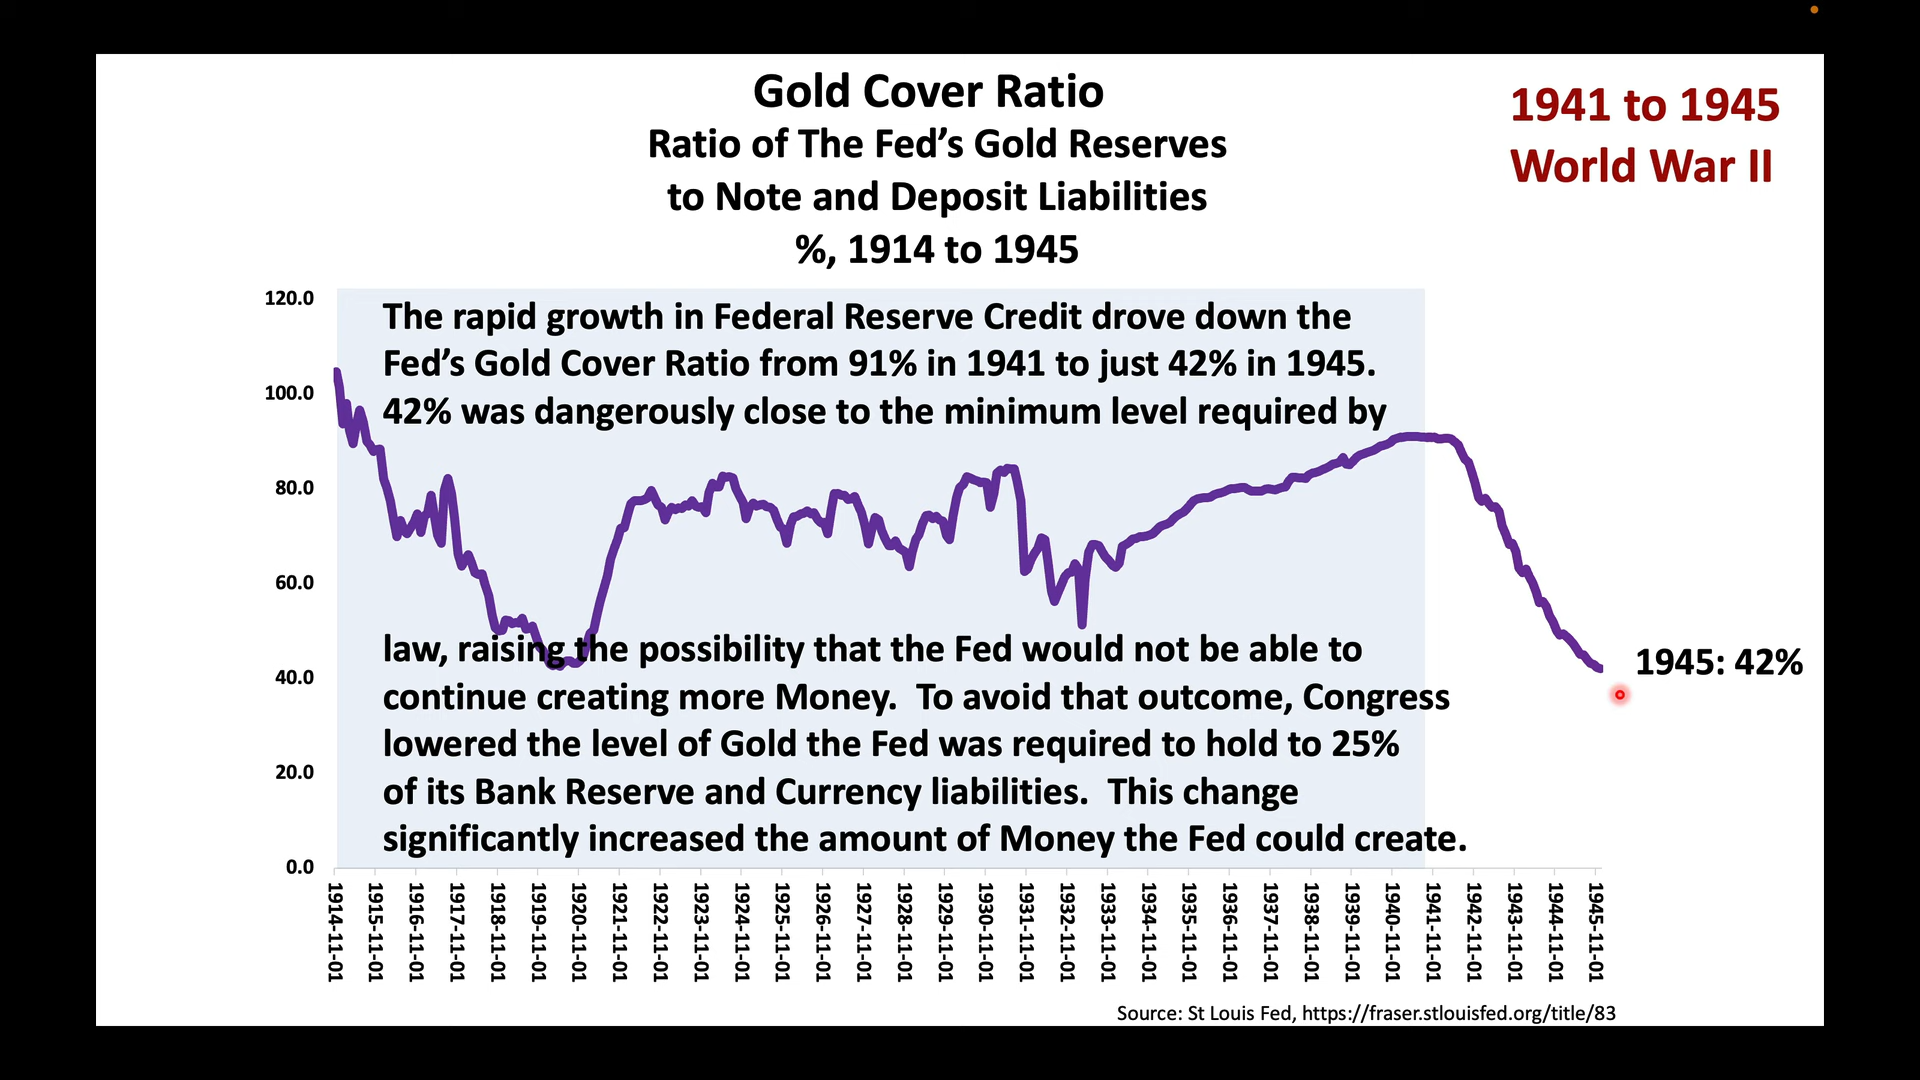 Gold Cover Ratio
Ratio of The Fed’s Gold Reserves
to Note and Deposit Liabilities
%, 1914 to 1945
1941 to 1945
World War II
120.0
100.0
80.0
60.0
40.0
20.0
0.0
The rapid growth in Federal Reserve Credit drove down the
Fed’s Gold Cover Ratio from 91% in 1941 to just 42% in 1945.
42% was dangerously close to the minimum level required by
law, raising the possibility that the Fed would not be able to
continue creating more Money.  To avoid that outcome, Congress
lowered the level of Gold the Fed was required to hold to 25%
of its Bank Reserve and Currency liabilities.  This change
significantly increased the amount of Money the Fed could create.
1945: 42%
1914-11-01
1915-11-01
1916-11-01
1917-11-01
1918-11-01
1919-11-01
1920-11-01
1921-11-01
1922-11-01
1923-11-01
1924-11-01
1925-11-01
1926-11-01
1927-11-01
1928-11-01
1929-11-01
1930-11-01
1931-11-01
1932-11-01
1933-11-01
1934-11-01
1935-11-01
1936-11-01
1937-11-01
1938-11-01
1939-11-01
1940-11-01
1941-11-01
1942-11-01
1943-11-01
1944-11-01
1945-11-01
Source: St Louis Fed, https://fraser.stlouisfed.org/title/83